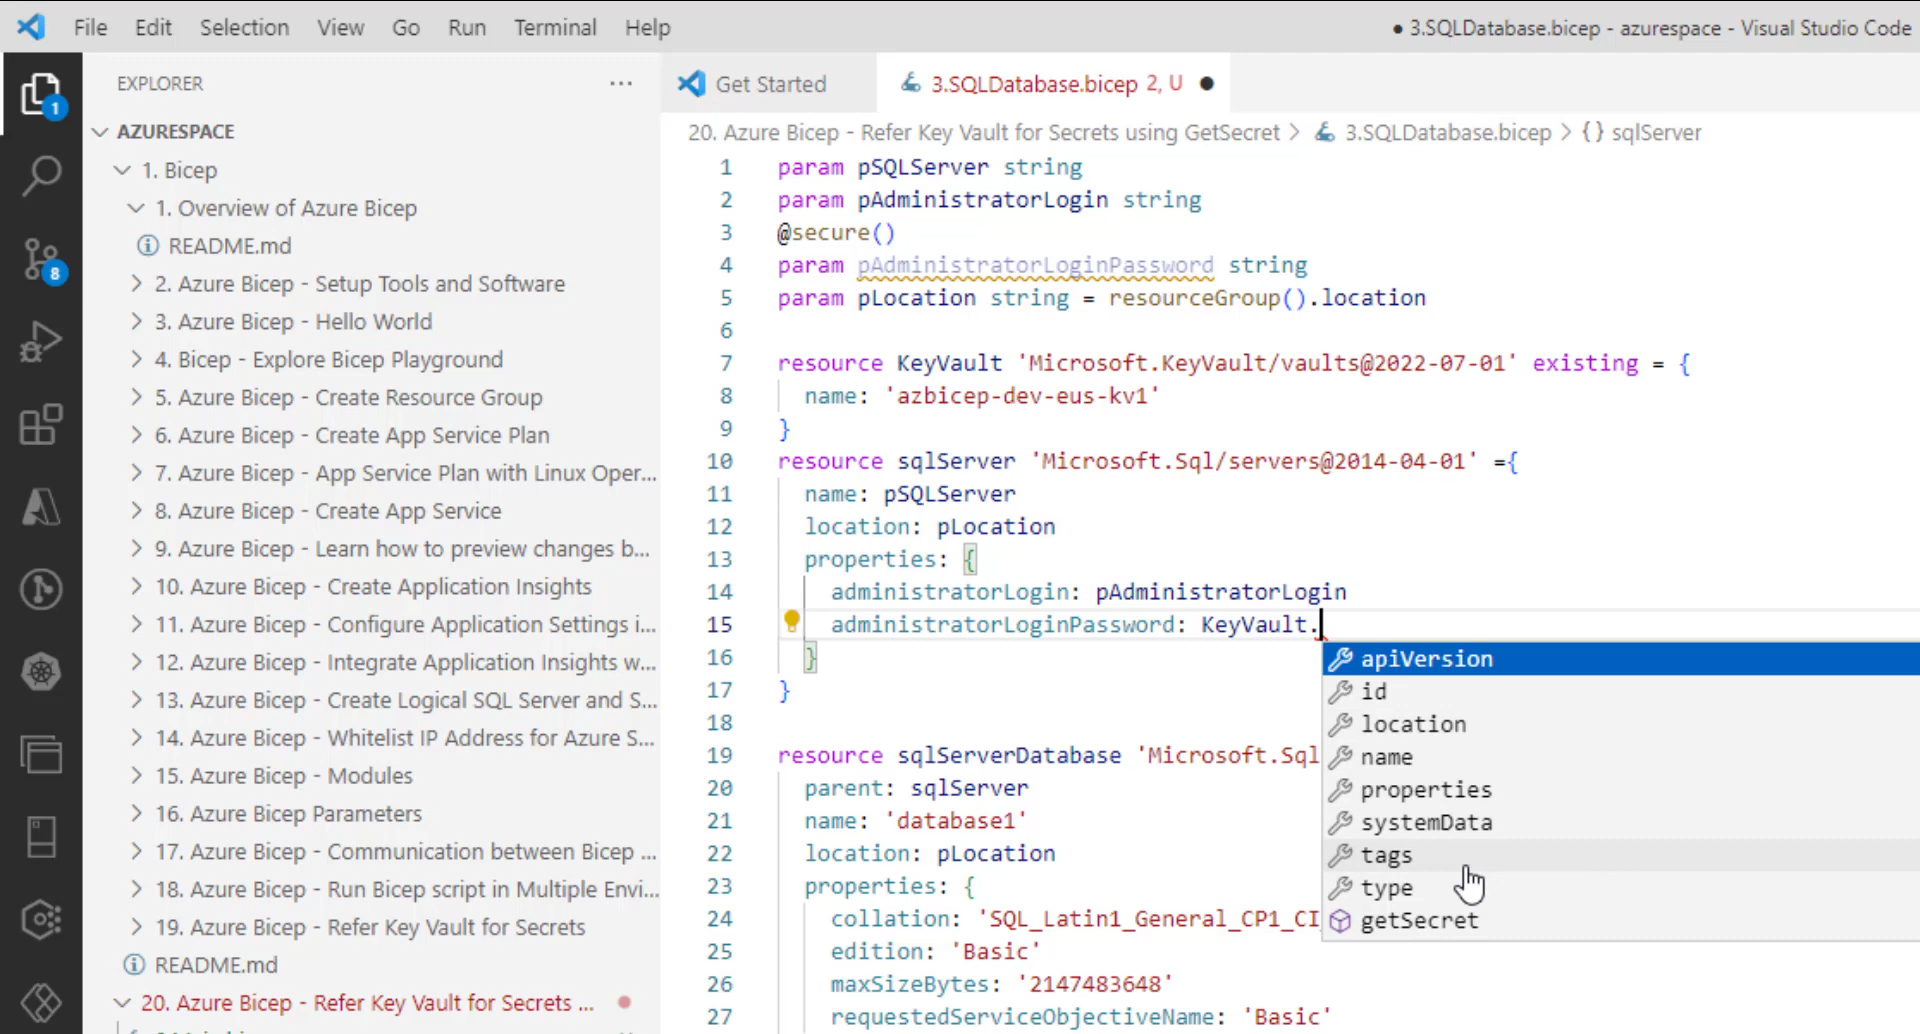 File Edit Selection View Go Run Terminal Help
● 3.SQLDatabase.bicep - azurespace - Visual Studio Code
EXPLORER ...
AZURESPACE
1. Bicep
1. Overview of Azure Bicep
README.md
2. Azure Bicep - Setup Tools and Software
3. Azure Bicep - Hello World
4. Bicep - Explore Bicep Playground
5. Azure Bicep - Create Resource Group
6. Azure Bicep - Create App Service Plan
7. Azure Bicep - App Service Plan with Linux Oper...
8. Azure Bicep - Create App Service
9. Azure Bicep - Learn how to preview changes b...
10. Azure Bicep - Create Application Insights
11. Azure Bicep - Configure Application Settings i...
12. Azure Bicep - Integrate Application Insights w...
13. Azure Bicep - Create Logical SQL Server and S...
14. Azure Bicep - Whitelist IP Address for Azure S...
15. Azure Bicep - Modules
16. Azure Bicep Parameters
17. Azure Bicep - Communication between Bicep ...
18. Azure Bicep - Run Bicep script in Multiple Envi...
19. Azure Bicep - Refer Key Vault for Secrets
README.md
20. Azure Bicep - Refer Key Vault for Secrets ...
1
8
Get Started
3.SQLDatabase.bicep 2, U ●
20. Azure Bicep - Refer Key Vault for Secrets using GetSecret > 3.SQLDatabase.bicep > {} sqlServer
1 param pSQLServer string
2 param pAdministratorLogin string
3 @secure()
4 param pAdministratorLoginPassword string
5 param pLocation string = resourceGroup().location
6
7 resource KeyVault 'Microsoft.KeyVault/vaults@2022-07-01' existing = {
8 name: 'azbicep-dev-eus-kv1'
9 }
10 resource sqlServer 'Microsoft.Sql/servers@2014-04-01' ={
11 name: pSQLServer
12 location: pLocation
13 properties: {
14 administratorLogin: pAdministratorLogin
15 administratorLoginPassword: KeyVault.
16 }
17 }
18
19 resource sqlServerDatabase 'Microsoft.Sql
20 parent: sqlServer
21 name: 'database1'
22 location: pLocation
23 properties: {
24 collation: 'SQL_Latin1_General_CP1_CI
25 edition: 'Basic'
26 maxSizeBytes: '2147483648'
27 requestedServiceObjectiveName: 'Basic'
apiVersion
id
location
name
properties
systemData
tags
type
getSecret